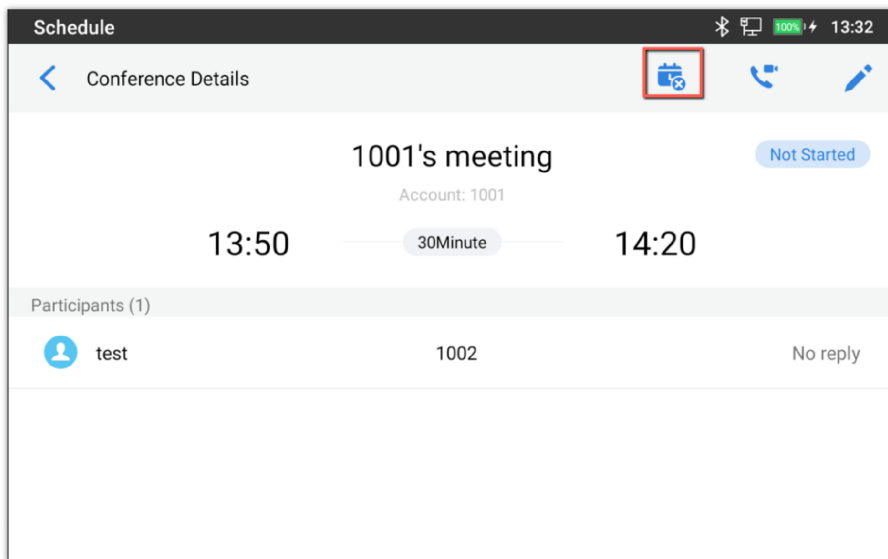 Schedule 100% 13:32
Conference Details
1001's meeting Not Started
Account: 1001
13:50 30Minute 14:20
Participants (1)
test 1002 No reply